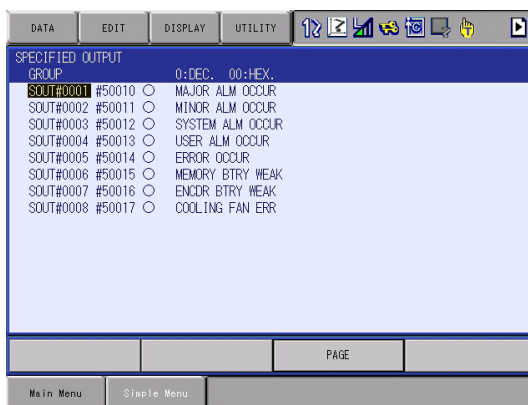 DATA EDIT DISPLAY UTILITY
SPECIFIED OUTPUT
GROUP 0:DEC. 00:HEX.
SOUT#0001 #50010 ○ MAJOR ALM OCCUR
SOUT#0002 #50011 ○ MINOR ALM OCCUR
SOUT#0003 #50012 ○ SYSTEM ALM OCCUR
SOUT#0004 #50013 ○ USER ALM OCCUR
SOUT#0005 #50014 ○ ERROR OCCUR
SOUT#0006 #50015 ○ MEMORY BTRY WEAK
SOUT#0007 #50016 ○ ENCDR BTRY WEAK
SOUT#0008 #50017 ○ COOLING FAN ERR
PAGE
Main Menu Simple Menu